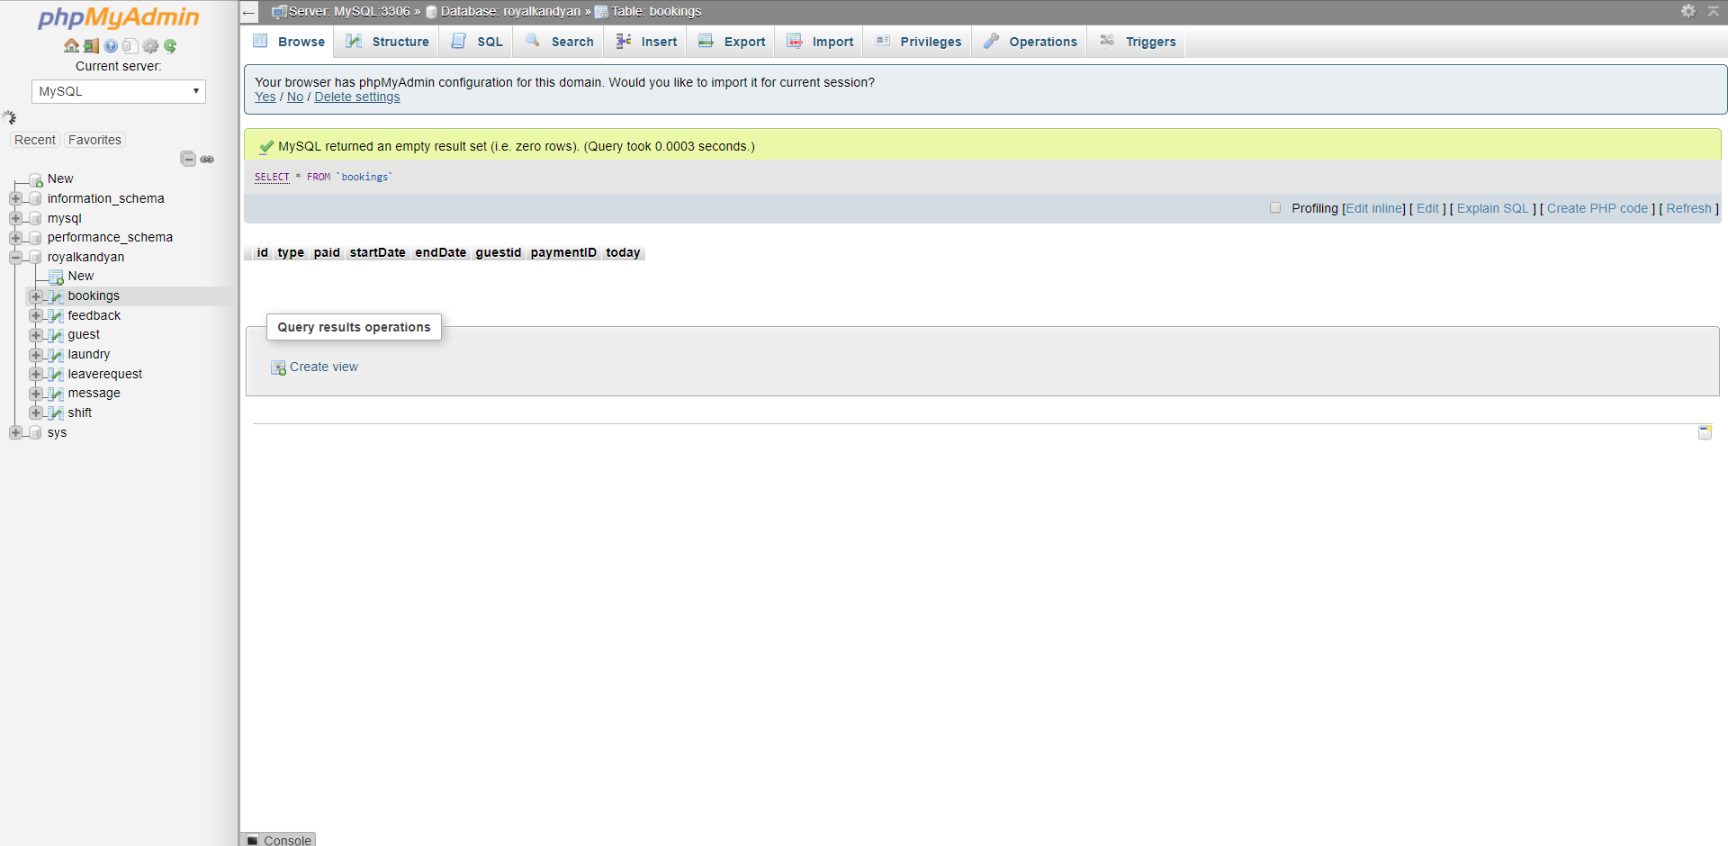 phpMyAdmin
Current server:
MySQL
Recent Favorites
New
information_schema
mysql
performance_schema
royalkandyan
New
bookings
feedback
guest
laundry
leaverequest
message
shift
sys
Server: MySQL:3306 » Database: royalkandyan » Table: bookings
Browse Structure SQL Search Insert Export Import Privileges Operations Triggers
Your browser has phpMyAdmin configuration for this domain. Would you like to import it for current session?
Yes / No / Delete settings
MySQL returned an empty result set (i.e. zero rows). (Query took 0.0003 seconds.)
SELECT * FROM `bookings`
Profiling [Edit inline] [ Edit ] [ Explain SQL ] [ Create PHP code ] [ Refresh ]
id type paid startDate endDate guestid paymentID today
Query results operations
Create view
Console